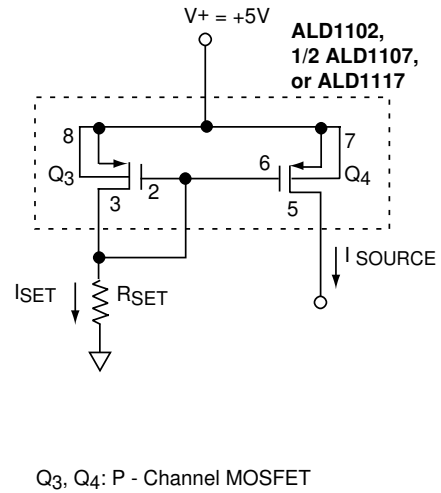 V+ = +5V
ALD1102,
1/2 ALD1107,
or ALD1117
8
7
Q3
2
6
Q4
3
5
ISET
RSET
I SOURCE
Q3, Q4: P - Channel MOSFET